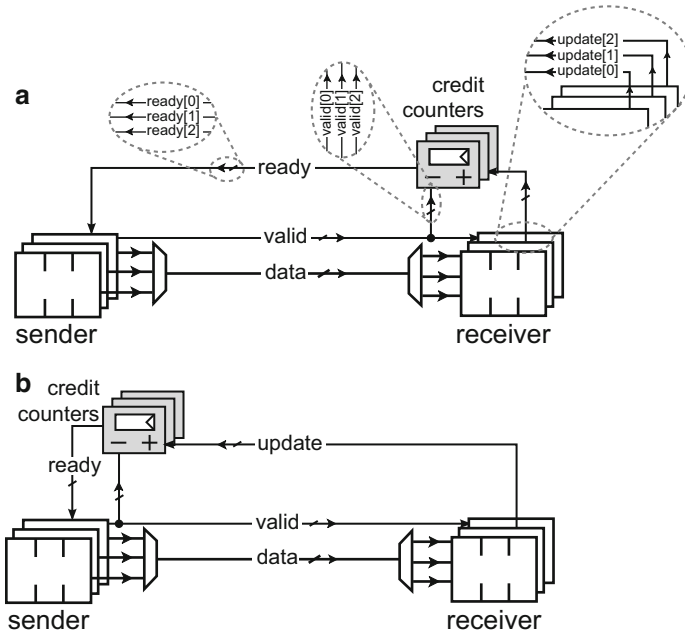 a
update[2]
update[1]
update[0]
ready[0]
ready[1]
ready[2]
valid[0]
valid[1]
valid[2]
credit
counters
− +
ready
valid
data
sender
receiver
b
credit
counters
− +
update
ready
valid
data
sender
receiver